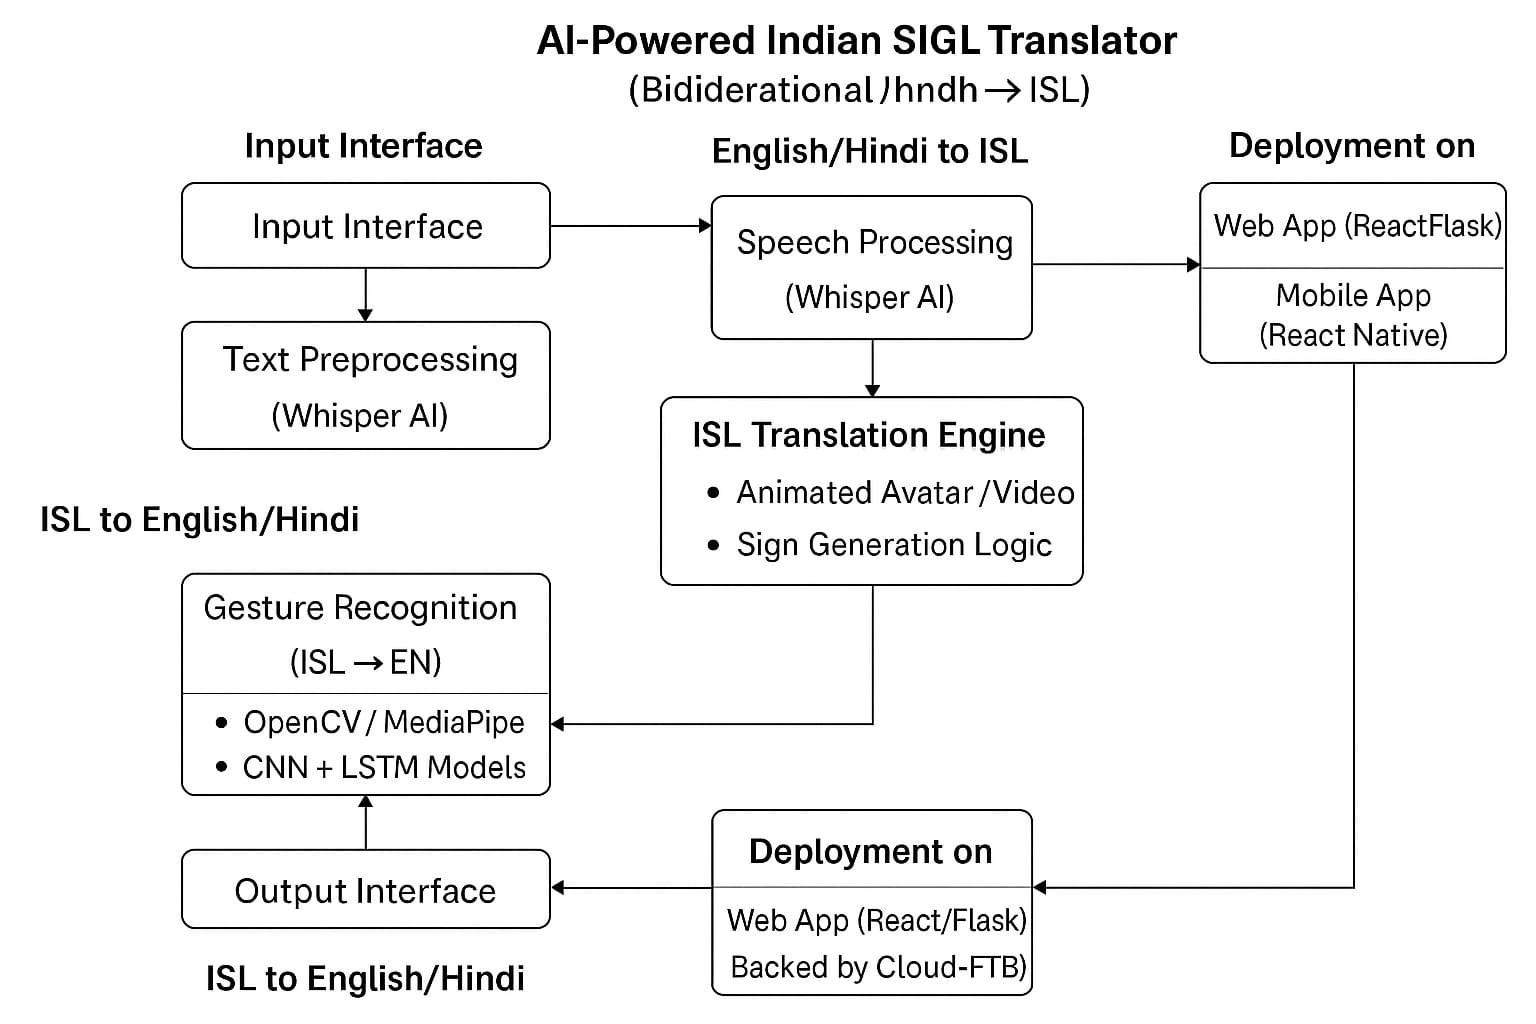 AI-Powered Indian SIGL Translator
(Bididerational/hndh → ISL)
Input Interface
Input Interface
Text Preprocessing
(Whisper AI)
English/Hindi to ISL
Speech Processing
(Whisper AI)
ISL Translation Engine
• Animated Avatar/Video
• Sign Generation Logic
Deployment on
Web App (ReactFlask)
Mobile App
(React Native)
ISL to English/Hindi
Gesture Recognition
(ISL → EN)
• OpenCV/MediaPipe
• CNN + LSTM Models
Output Interface
ISL to English/Hindi
Deployment on
Web App (React/Flask)
Backed by Cloud-FTB)